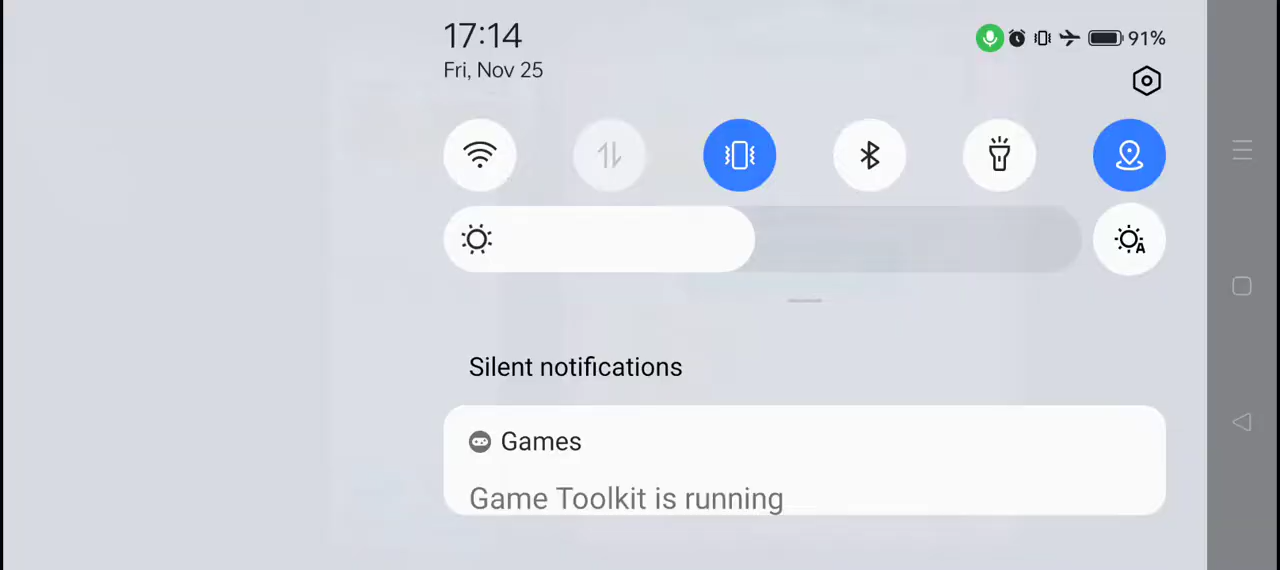 17:14
91%
Fri, Nov 25
A
Silent notifications
Games
Game Toolkit is running